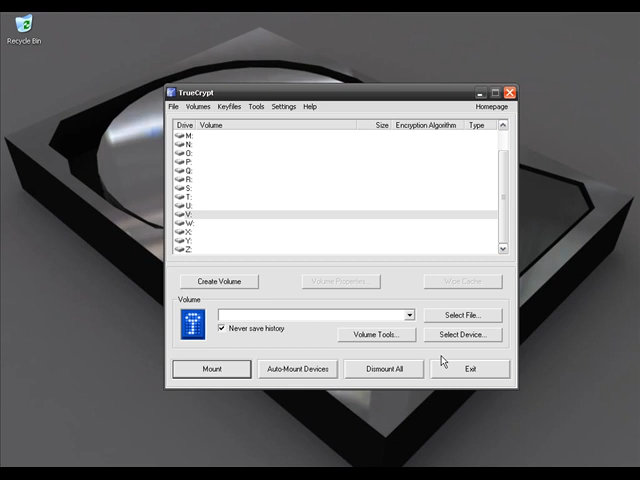 Recycle Bin
TrueCrypt
File Volumes Keyfiles Tools Settings Help Homepage
Drive Volume Size Encryption Algorithm Type
M:
N:
O:
P:
Q:
R:
S:
T:
U:
V:
W:
X:
Y:
Z:
Create Volume Volume Properties... Wipe Cache
Volume
Select File...
Never save history
Volume Tools... Select Device...
Mount Auto-Mount Devices Dismount All Exit